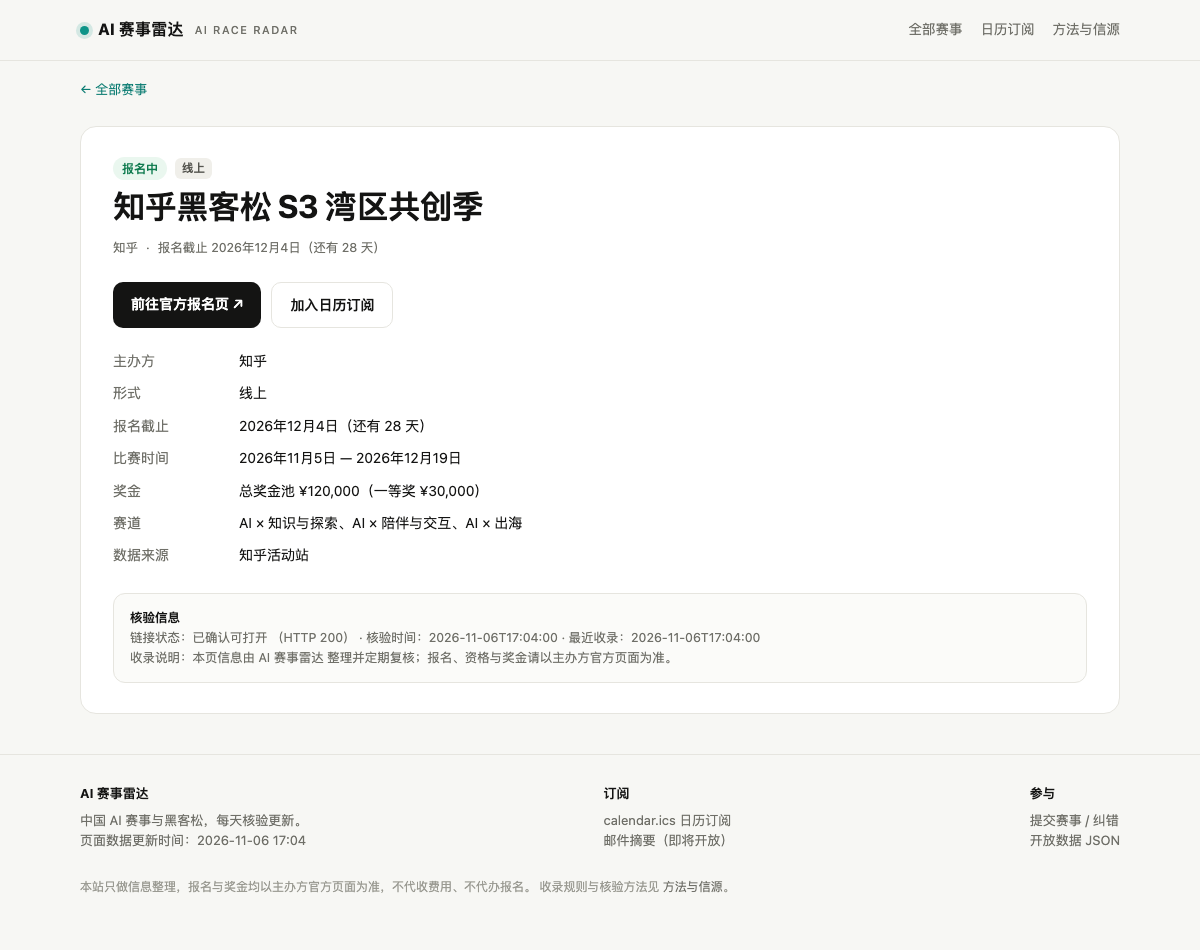 AI 赛事雷达 AI RACE RADAR 全部赛事 日历订阅 方法与信源
← 全部赛事
报名中 线上
知乎黑客松 S3 湾区共创季
知乎 · 报名截止 2026年12月4日（还有 28 天）
前往官方报名页 ↗ 加入日历订阅
主办方 知乎
形式 线上
报名截止 2026年12月4日（还有 28 天）
比赛时间 2026年11月5日 — 2026年12月19日
奖金 总奖金池 ¥120,000（一等奖 ¥30,000）
赛道 AI × 知识与探索、AI × 陪伴与交互、AI × 出海
数据来源 知乎活动站
核验信息
链接状态：已确认可打开 （HTTP 200） · 核验时间：2026-11-06T17:04:00 · 最近收录：2026-11-06T17:04:00
收录说明：本页信息由 AI 赛事雷达 整理并定期复核；报名、资格与奖金请以主办方官方页面为准。
AI 赛事雷达 订阅 参与
中国 AI 赛事与黑客松，每天核验更新。 calendar.ics 日历订阅 提交赛事 / 纠错
页面数据更新时间：2026-11-06 17:04 邮件摘要（即将开放） 开放数据 JSON
本站只做信息整理，报名与奖金均以主办方官方页面为准，不代收费用、不代办报名。 收录规则与核验方法见 方法与信源。